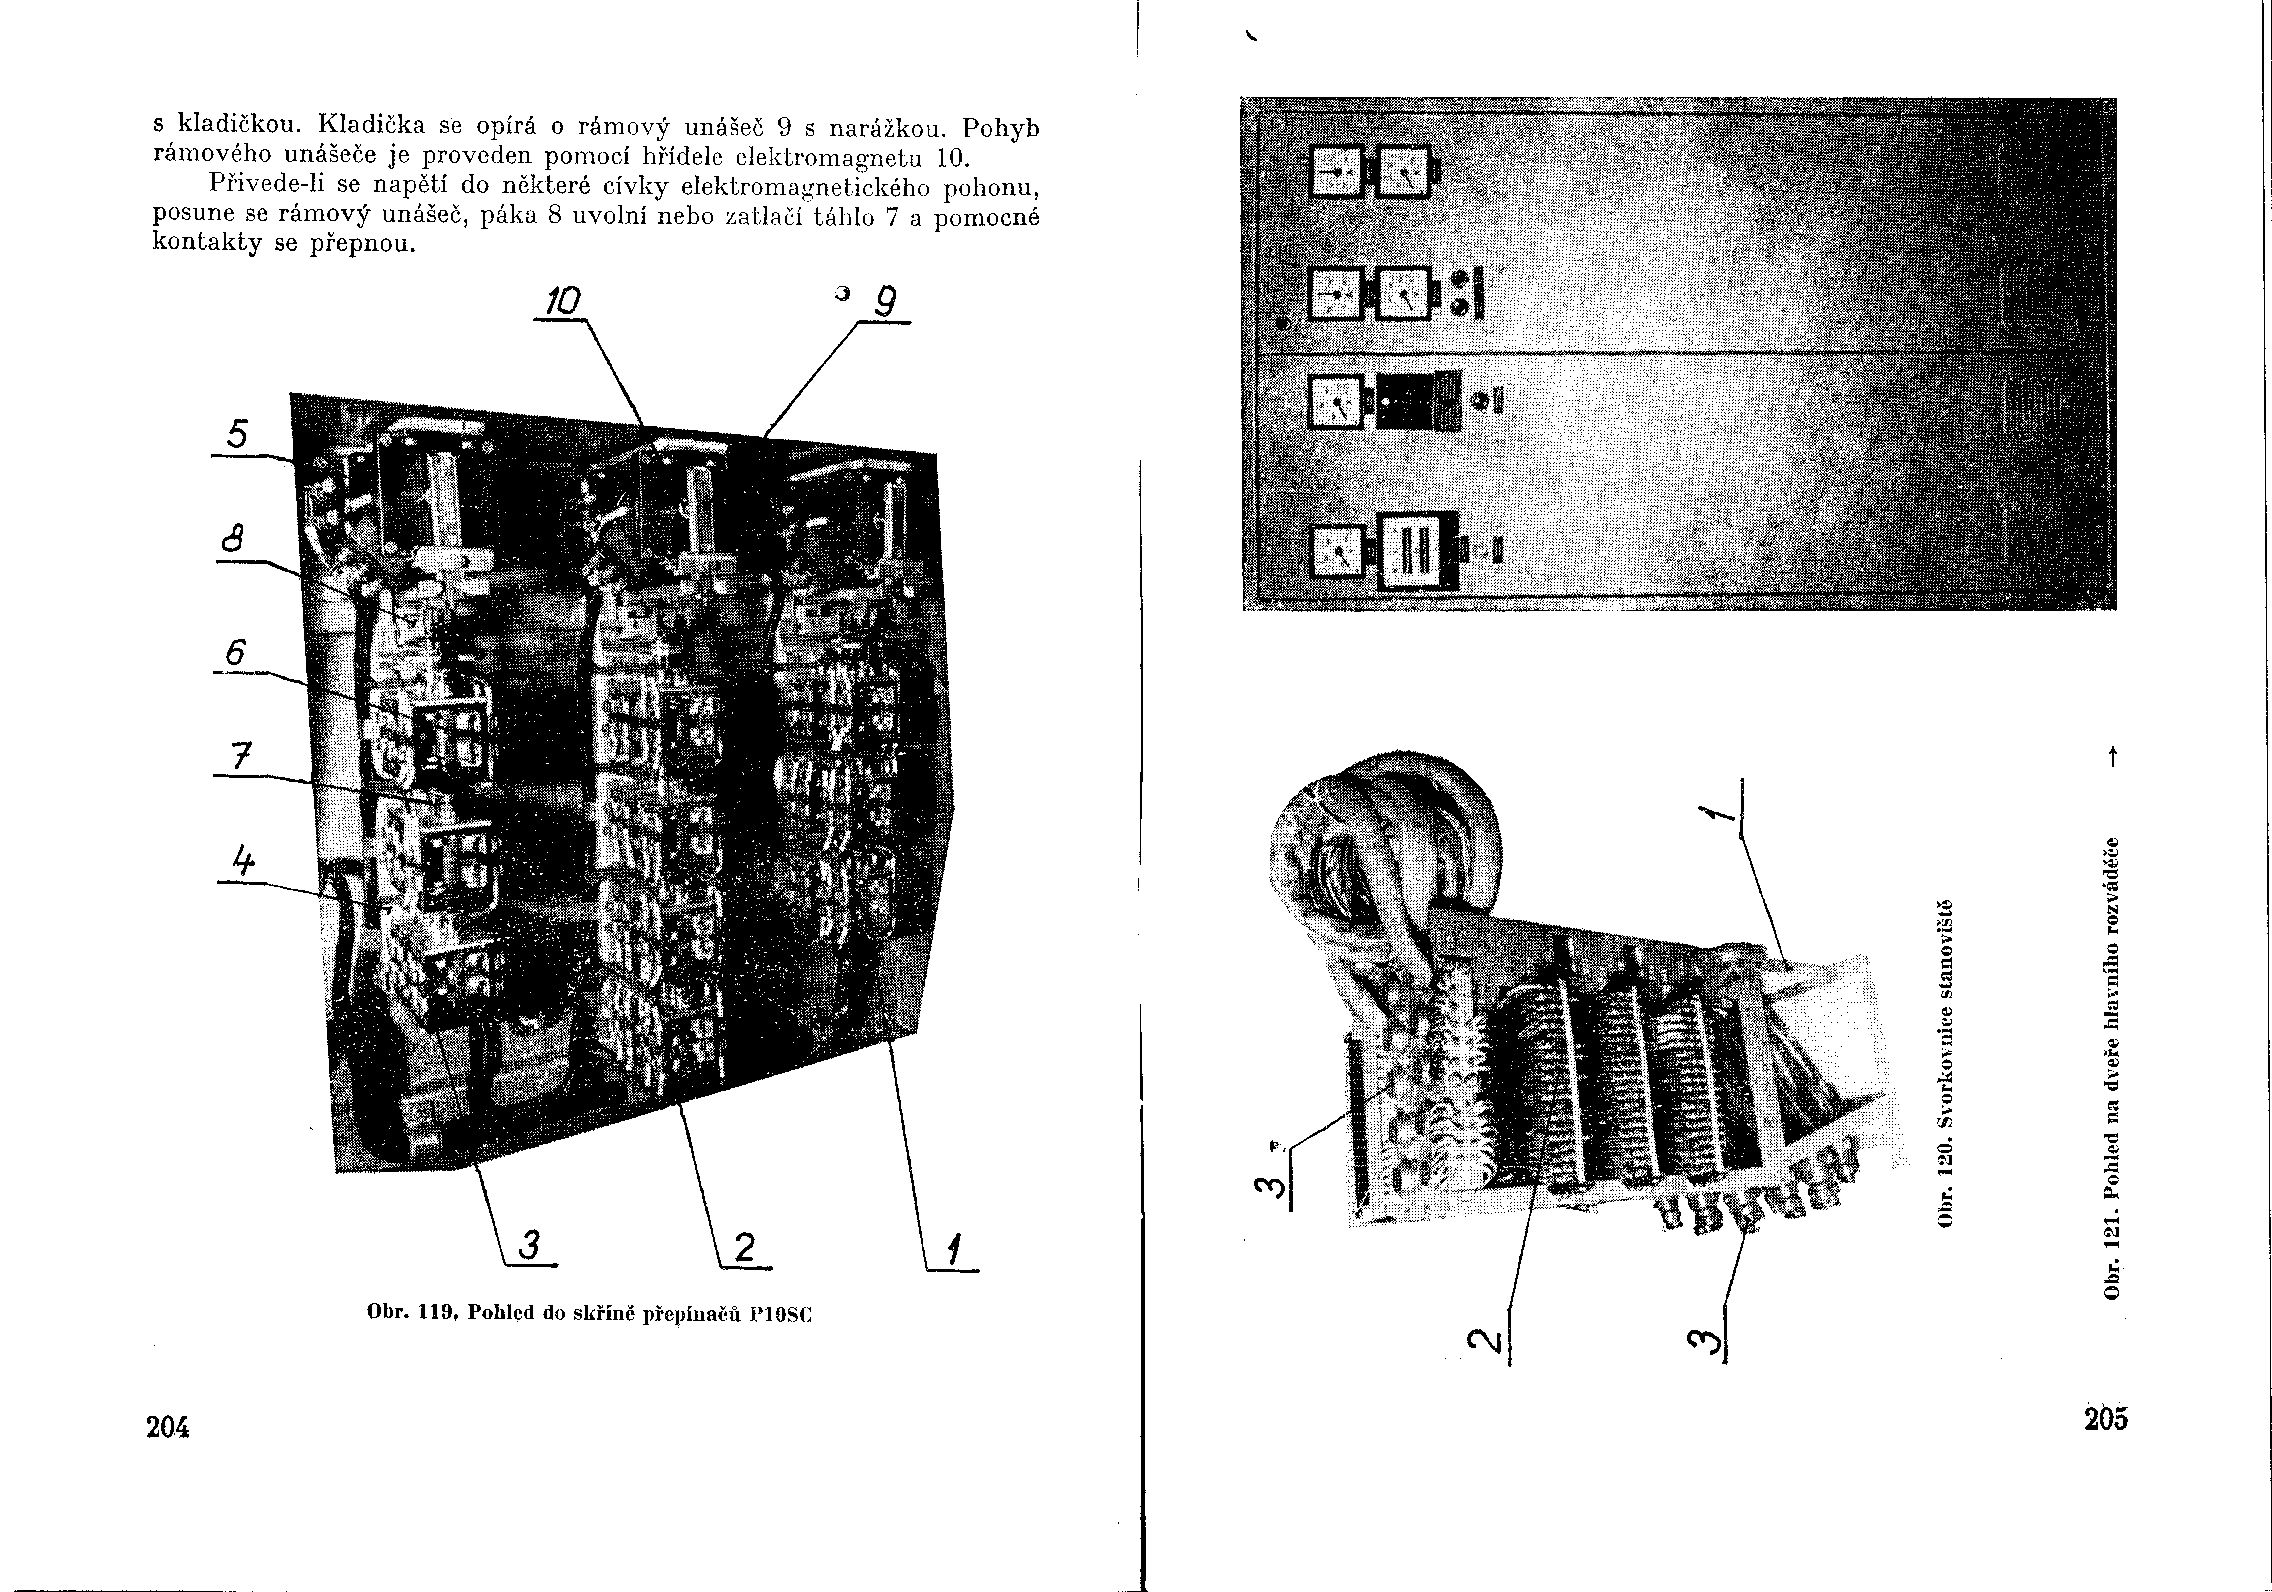 s kladičkou. Kladička se opírá o rámový unášeč 9 s narážkou. Pohyb
rámového unášeče je proveden pomocí hřídele elektromagnetu 10.
Přivede-li se napětí do některé cívky elektromagnetického pohonu,
posune se rámový unášeč, páka 8 uvolní nebo zatlačí táhlo 7 a pomocné
kontakty se přepnou.
10
9
5
8
6
7
4
3
2
1
Obr. 119. Pohled do skříně přepínačů P10SC
204
1
3
2
3
Obr. 120. Svorkovnice stanoviště
Obr. 121. Pohled na dveře hlavního rozváděče →
205